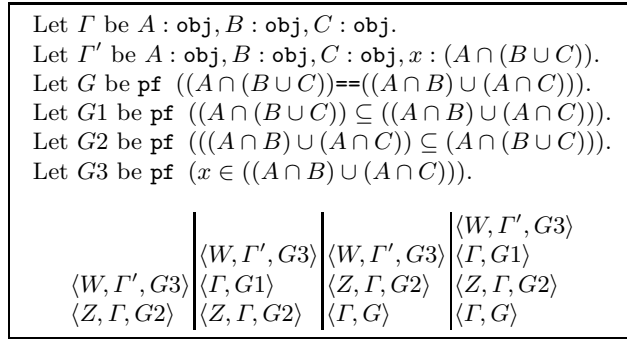 Let Γ be A : obj, B : obj, C : obj.
Let Γ′ be A : obj, B : obj, C : obj, x : (A ∩ (B ∪ C)).
Let G be pf ((A ∩ (B ∪ C))==((A ∩ B) ∪ (A ∩ C))).
Let G1 be pf ((A ∩ (B ∪ C)) ⊆ ((A ∩ B) ∪ (A ∩ C))).
Let G2 be pf (((A ∩ B) ∪ (A ∩ C)) ⊆ (A ∩ (B ∪ C))).
Let G3 be pf (x ∈ ((A ∩ B) ∪ (A ∩ C))).
⟨W, Γ′, G3⟩
⟨W, Γ′, G3⟩ ⟨W, Γ′, G3⟩ ⟨Γ, G1⟩
⟨W, Γ′, G3⟩ ⟨Γ, G1⟩ ⟨Z, Γ, G2⟩ ⟨Z, Γ, G2⟩
⟨Z, Γ, G2⟩ ⟨Z, Γ, G2⟩ ⟨Γ, G⟩ ⟨Γ, G⟩